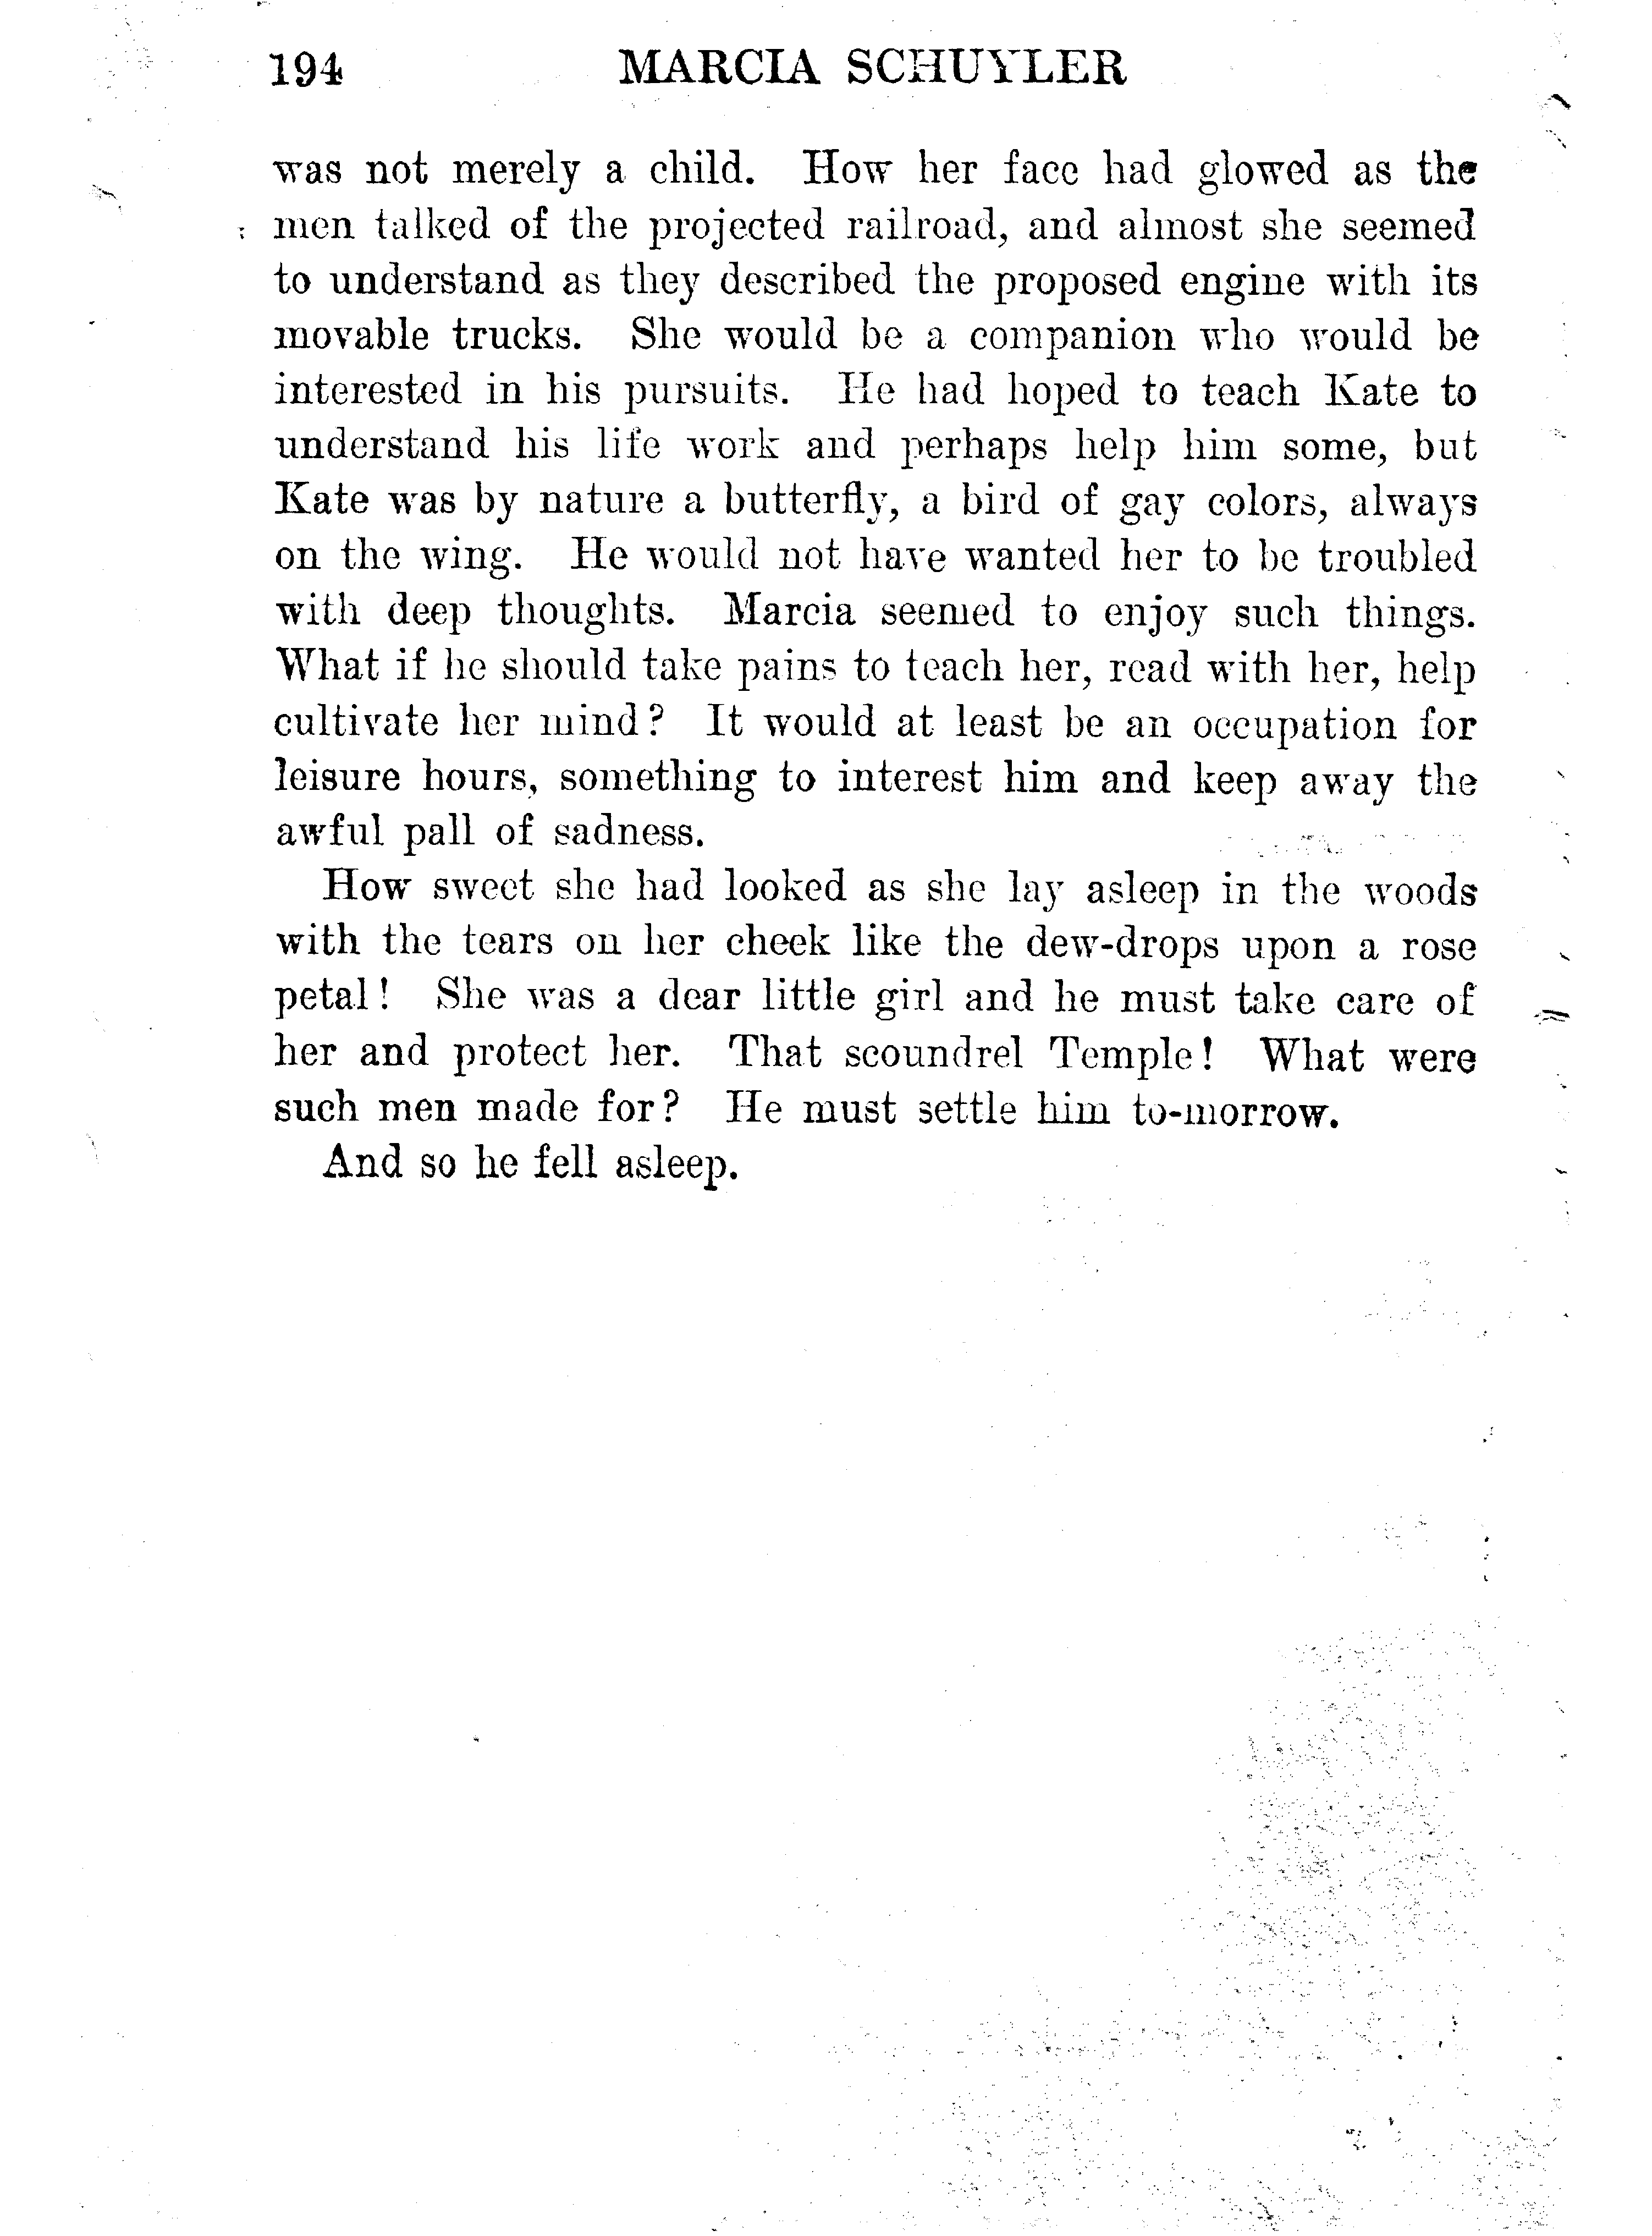 194 MARCIA SCHUYLER
was not merely a child. How her face had glowed as the
men talked of the projected railroad, and almost she seemed
to understand as they described the proposed engine with its
movable trucks. She would be a companion who would be
interested in his pursuits. He had hoped to teach Kate to
understand his life work and perhaps help him some, but
Kate was by nature a butterfly, a bird of gay colors, always
on the wing. He would not have wanted her to be troubled
with deep thoughts. Marcia seemed to enjoy such things.
What if he should take pains to teach her, read with her, help
cultivate her mind? It would at least be an occupation for
leisure hours, something to interest him and keep away the
awful pall of sadness.
How sweet she had looked as she lay asleep in the woods
with the tears on her cheek like the dew-drops upon a rose
petal! She was a dear little girl and he must take care of
her and protect her. That scoundrel Temple! What were
such men made for? He must settle him to-morrow.
And so he fell asleep.